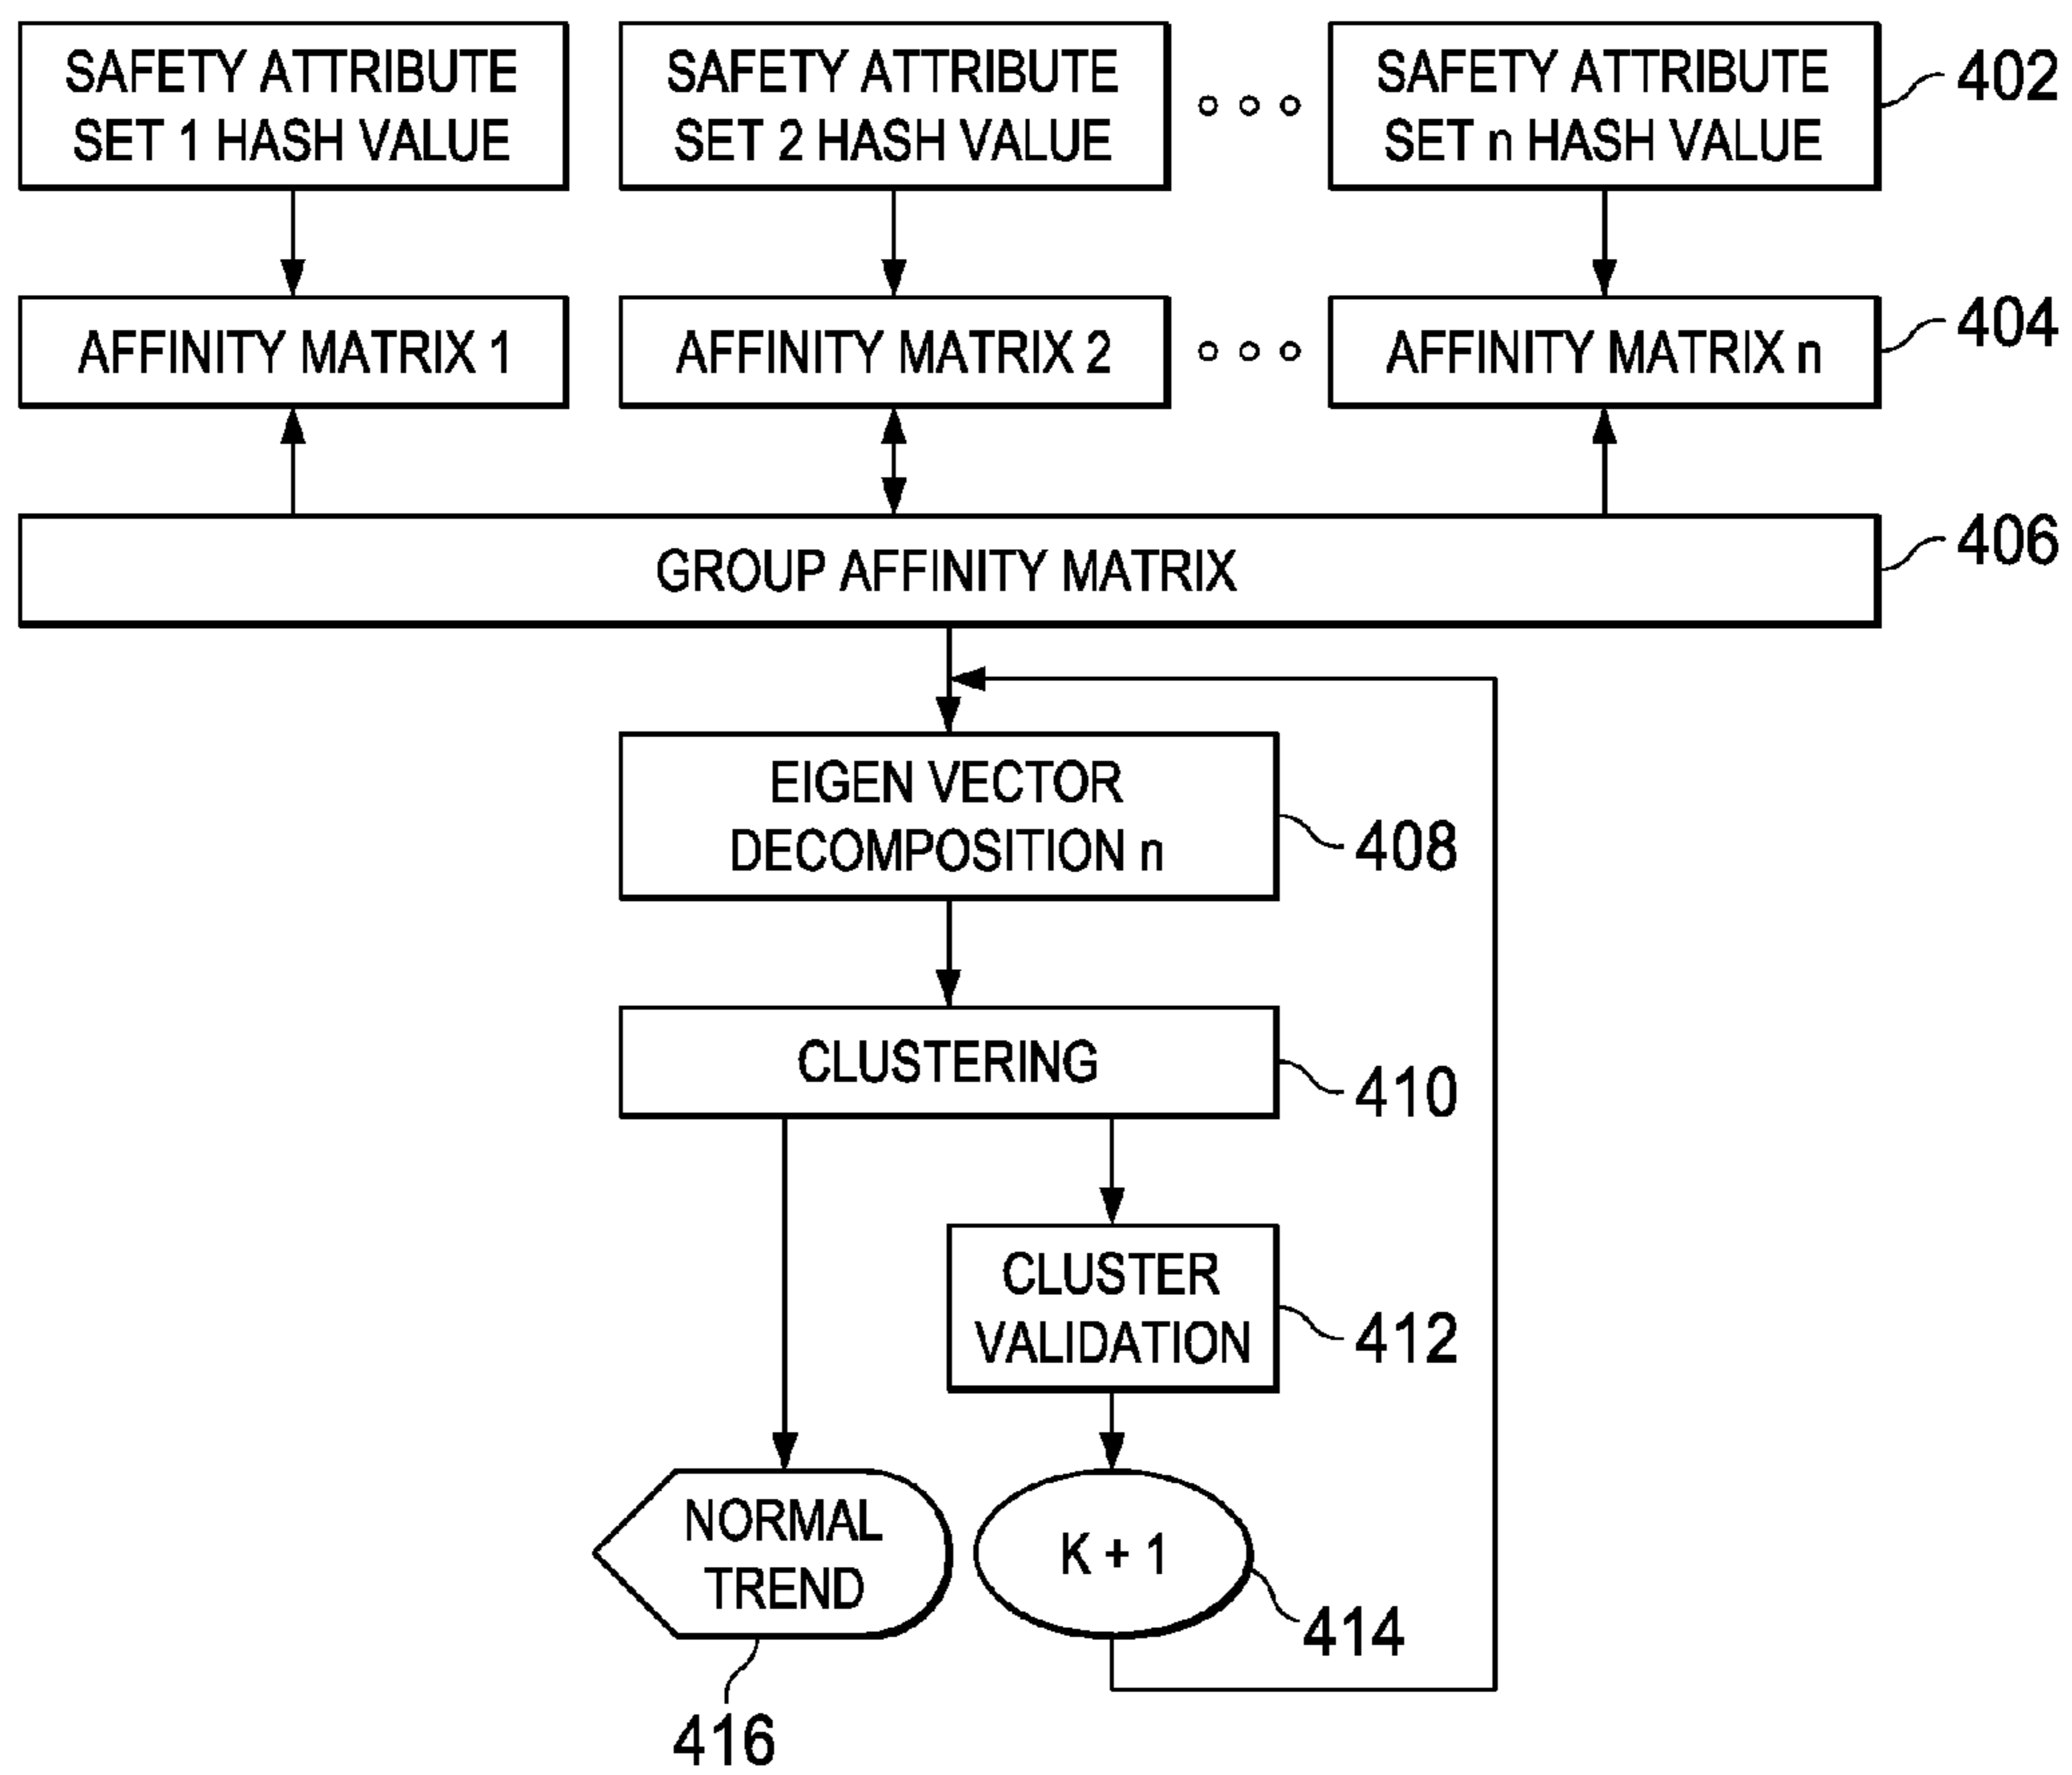 SAFETY ATTRIBUTE
SET 1 HASH VALUE
SAFETY ATTRIBUTE
SET 2 HASH VALUE
SAFETY ATTRIBUTE
SET n HASH VALUE
402
AFFINITY MATRIX 1
AFFINITY MATRIX 2
AFFINITY MATRIX n
404
GROUP AFFINITY MATRIX
406
EIGEN VECTOR
DECOMPOSITION n
408
CLUSTERING
410
CLUSTER
VALIDATION
412
NORMAL
TREND
K + 1
414
416